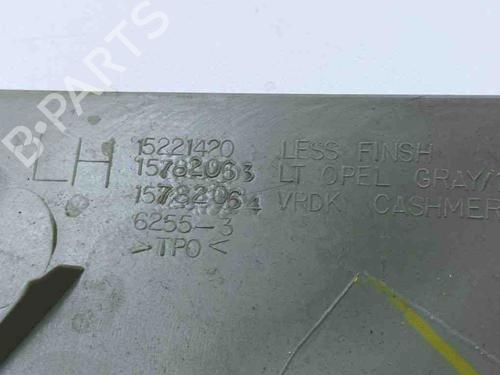 B-Parts
LH
15221420 LESS FINSH
15782063 LT OPEL GRAY/
15782064 VRDK CASHMER
6255-3
>TPO<